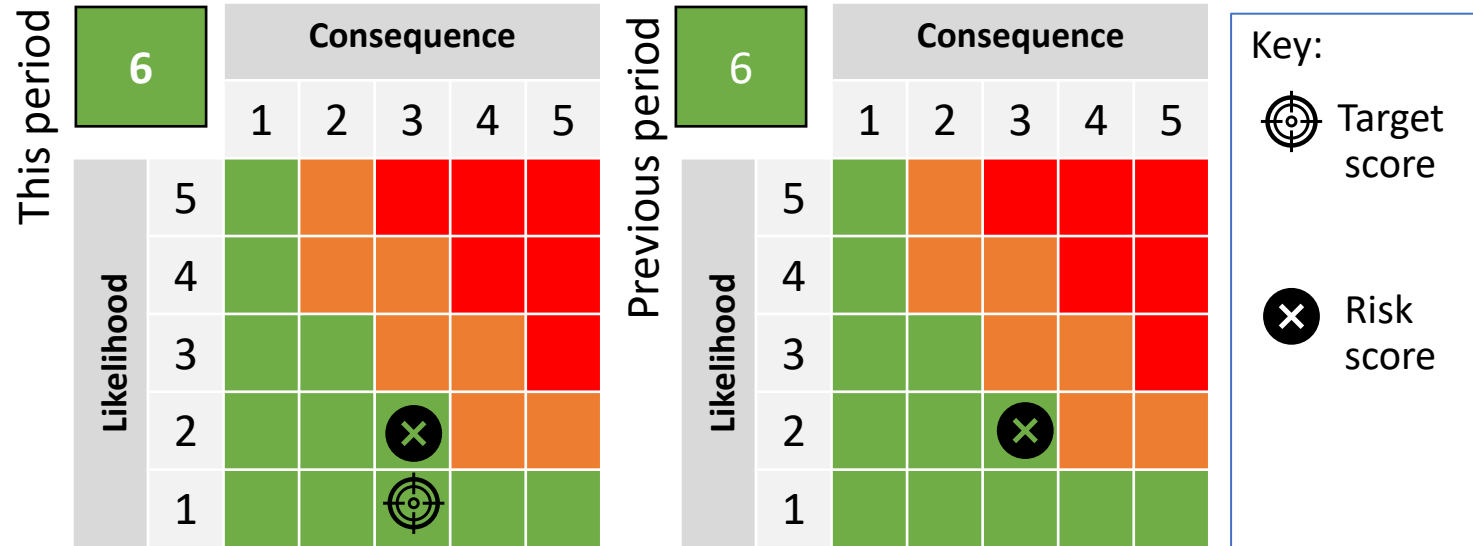 This period
6
Consequence
1 2 3 4 5
Likelihood
5
4
3
2
1
Previous period
6
Consequence
1 2 3 4 5
Likelihood
5
4
3
2
1
Key:
Target
score
Risk
score